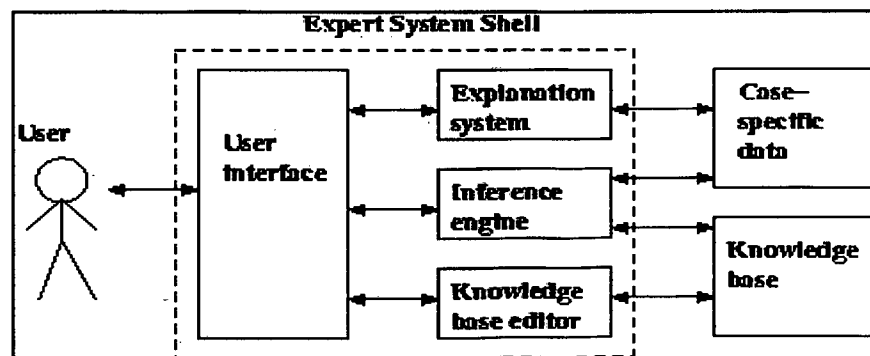 Expert System Shell
User
User
interface
Explanation
system
Inference
engine
Knowledge
base editor
Case–
specific
data
Knowledge
base